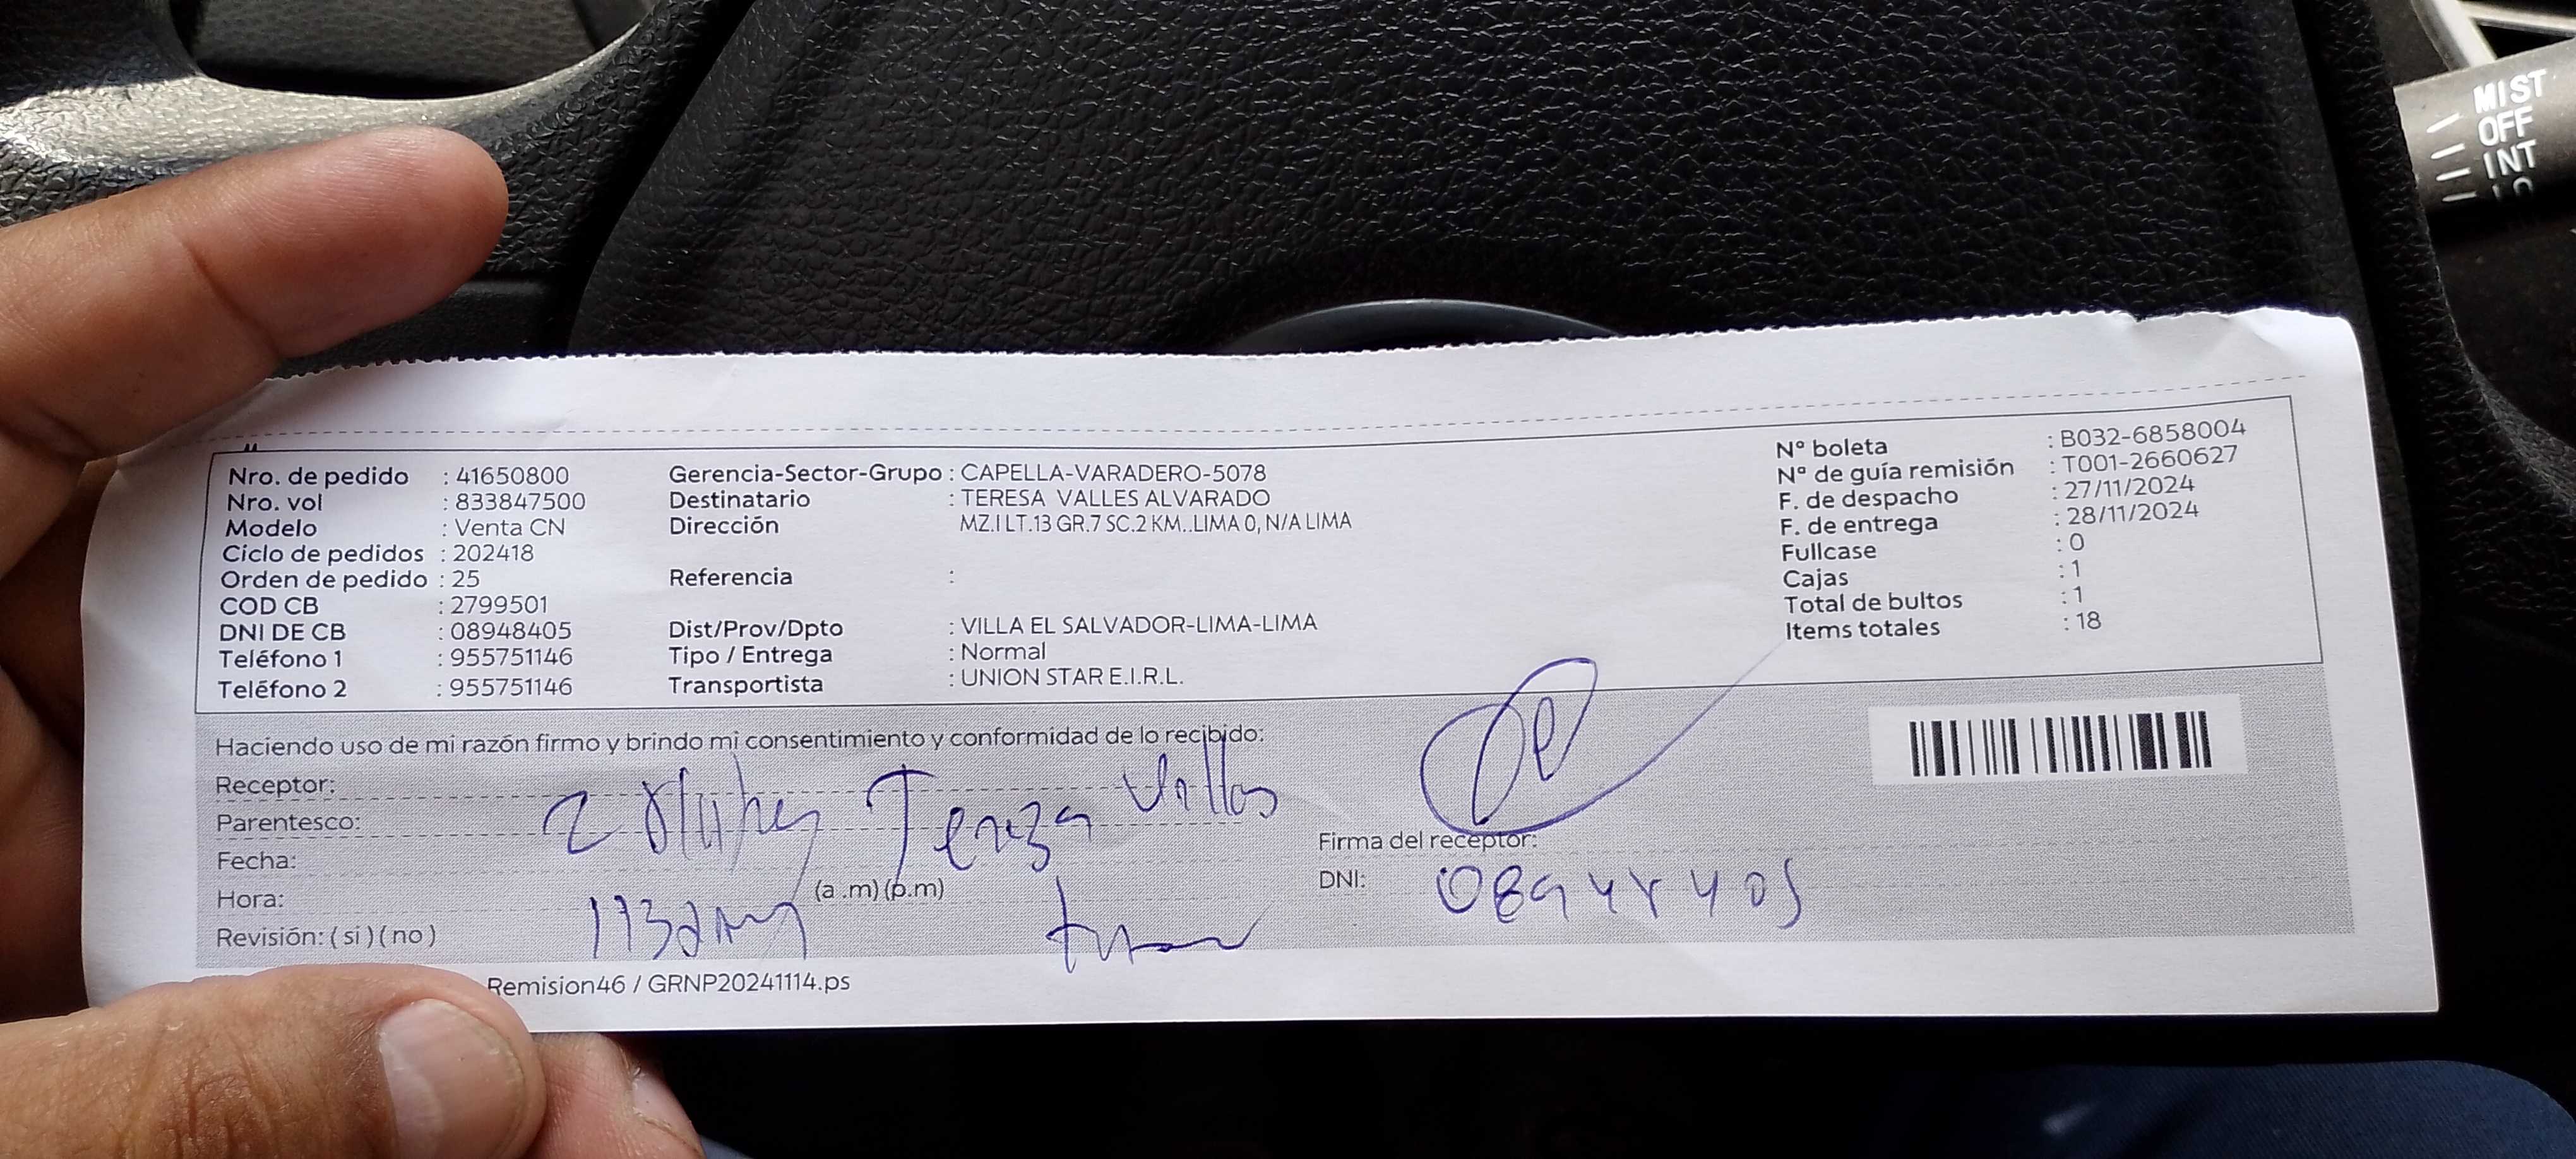 MIST
OFF
INT
LO
Nro. de pedido : 41650800
Nro. vol : 833847500
Modelo : Venta CN
Ciclo de pedidos : 202418
Orden de pedido : 25
COD CB : 2799501
DNI DE CB : 08948405
Teléfono 1 : 955751146
Teléfono 2 : 955751146
Gerencia-Sector-Grupo : CAPELLA-VARADERO-5078
Destinatario : TERESA VALLES ALVARADO
Dirección MZ.I LT.13 GR.7 SC.2 KM..LIMA 0, N/A LIMA
Referencia :
Dist/Prov/Dpto : VILLA EL SALVADOR-LIMA-LIMA
Tipo / Entrega : Normal
Transportista : UNION STAR E.I.R.L.
Nº boleta : B032-6858004
Nº de guía remisión : T001-2660627
F. de despacho : 27/11/2024
F. de entrega : 28/11/2024
Fullcase : 0
Cajas : 1
Total de bultos : 1
Items totales : 18
Haciendo uso de mi razón firmo y brindo mi consentimiento y conformidad de lo recibido:
Receptor:
Parentesco: Tereza Valles
Fecha:
Hora: (a .m) (p.m)
Revisión: ( si ) ( no )
Firma del receptor:
DNI: 08948405
Remision46 / GRNP20241114.ps